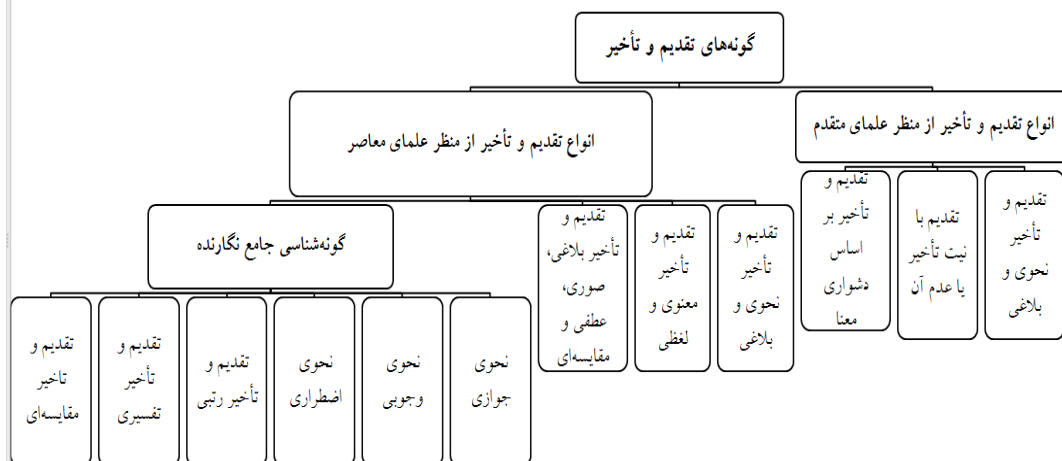 گونه‌های تقدیم و تأخیر
انواع تقدیم و تأخیر از منظر علمای متقدم
انواع تقدیم و تأخیر از منظر علمای معاصر
تقدیم و
تأخیر
نحوی و
بلاغی
تقدیم با
نیت تأخیر
یا عدم آن
تقدیم و
تأخیر بر
اساس
دشواری
معنا
تقدیم و
تأخیر
نحوی و
بلاغی
تقدیم و
تأخیر
معنوی و
لغظی
تقدیم و
تأخیر بلاغی،
صوری،
عطفی و
مقایسه‌ای
گونه‌شناسی جامع نگارنده
نحوی
جوازی
نحوی
وجوبی
نحوی
اضطراری
تقدیم و
تأخیر رتبی
تقدیم و
تأخیر
تفسیری
تقدیم و
تاخیر
مقایسه‌ای